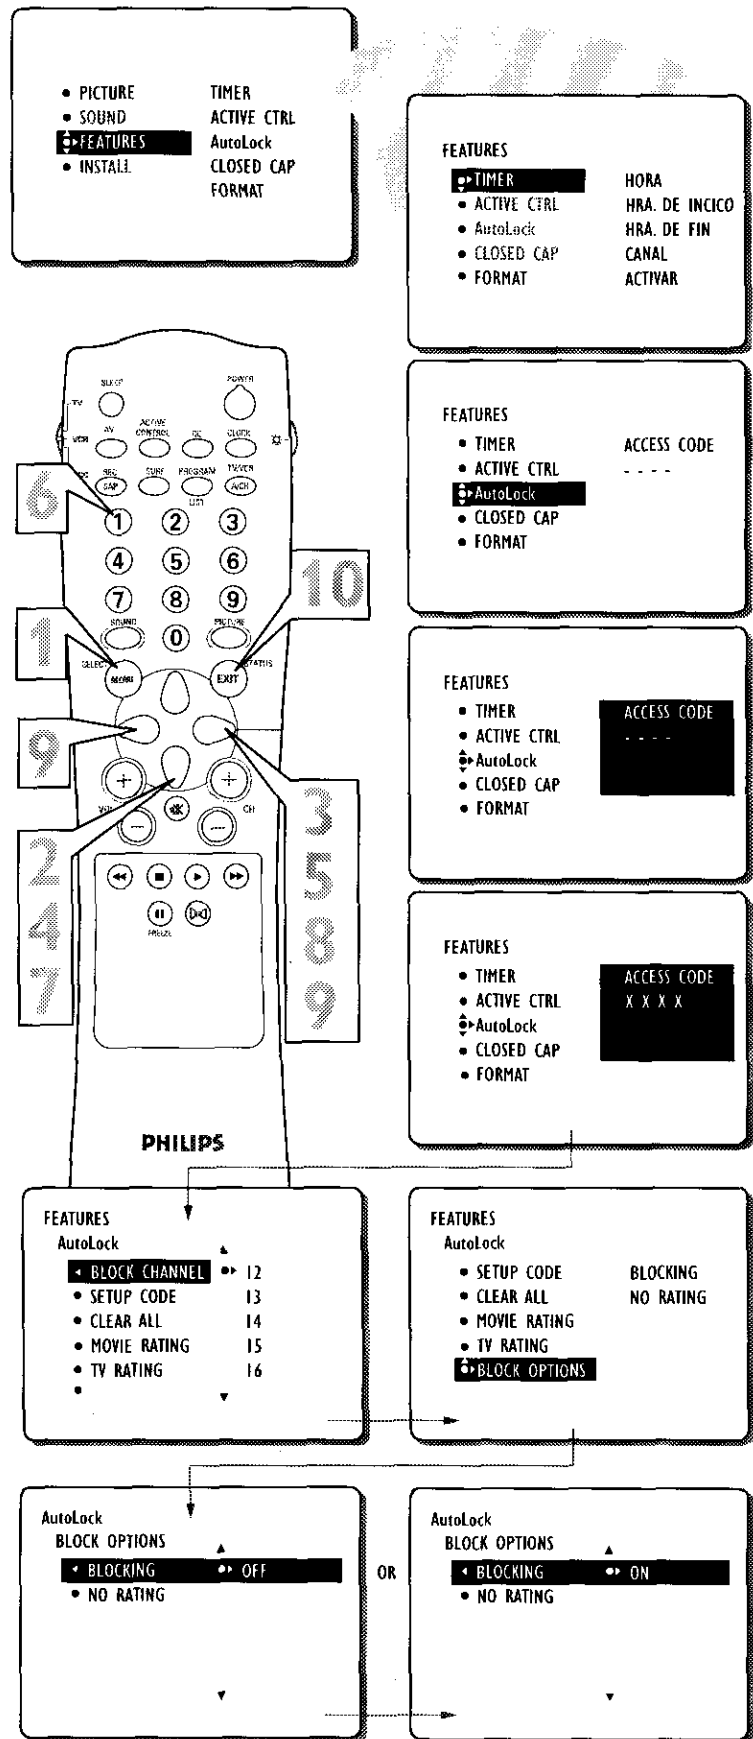 PICTURE TIMER
SOUND ACTIVE CTRL
FEATURES AutoLock
INSTALL CLOSED CAP
FORMAT
FEATURES
TIMER HORA
ACTIVE CTRL HRA. DE INCICO
AutoLock HRA. DE FIN
CLOSED CAP CANAL
FORMAT ACTIVAR
FEATURES
TIMER ACCESS CODE
ACTIVE CTRL - - - -
AutoLock
CLOSED CAP
FORMAT
FEATURES
TIMER ACCESS CODE
ACTIVE CTRL - - - -
AutoLock
CLOSED CAP
FORMAT
FEATURES
TIMER ACCESS CODE
ACTIVE CTRL X X X X
AutoLock
CLOSED CAP
FORMAT
SLEEP POWER
TV
VCR AV ACTIVE CONTROL CC CLOCK
REC SURF PROGRAM TV/VCR
SAP LIST A/CH
6
1 2 3
4 5 6
7 8 9
10
SOUND 0 PICTURE
1
SELECT MENU EXIT STATUS
9
+ +
VOL CH
2
4
7
3
5
8
9
FREEZE
PHILIPS
FEATURES
AutoLock
BLOCK CHANNEL 12
SETUP CODE 13
CLEAR ALL 14
MOVIE RATING 15
TV RATING 16
FEATURES
AutoLock
SETUP CODE BLOCKING
CLEAR ALL NO RATING
MOVIE RATING
TV RATING
BLOCK OPTIONS
AutoLock
BLOCK OPTIONS
BLOCKING OFF
NO RATING
OR
AutoLock
BLOCK OPTIONS
BLOCKING ON
NO RATING